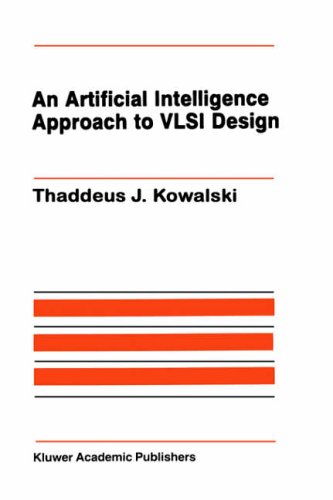 An Artificial Intelligence
Approach to VLSI Design
Thaddeus J. Kowalski
Kluwer Academic Publishers